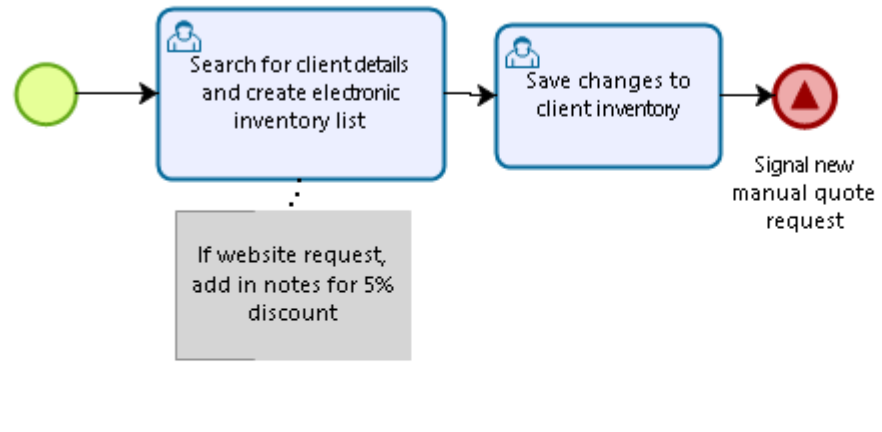 Search for client details
and create electronic
inventory list
Save changes to
client inventory
Signal new
manual quote
request
If website request,
add in notes for 5%
discount